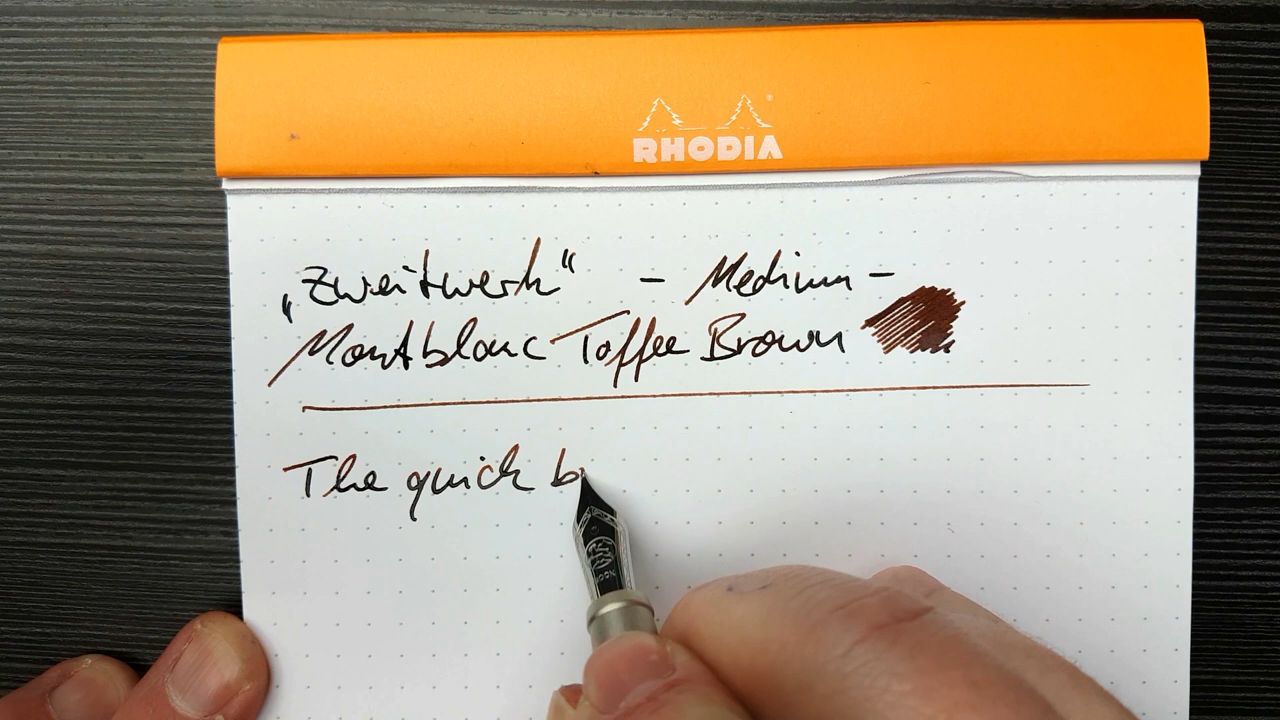 RHODIA
„Zweitwerk“ – Medium –
Montblanc Toffee Brown
The quick b